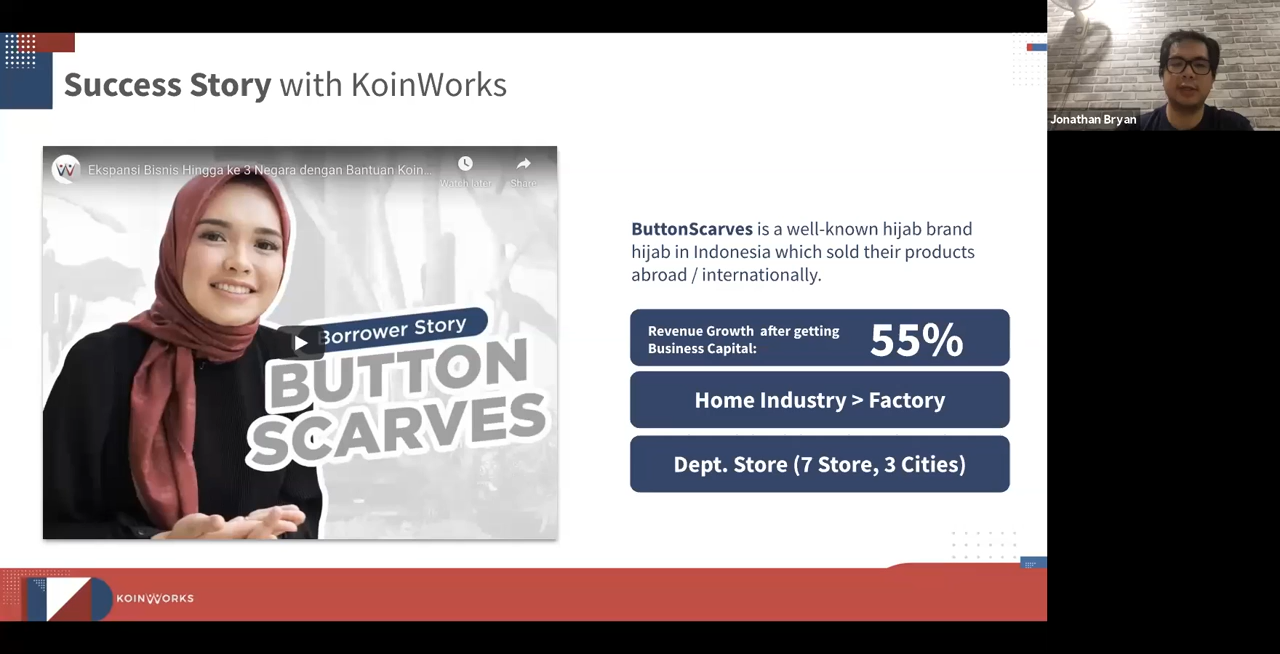 Success Story with KoinWorks
Jonathan Bryan
Ekspansi Bisnis Hingga ke 3 Negara dengan Bantuan Koin...
Watch later
Share
Borrower Story
BUTTON
SCARVES
ButtonScarves is a well-known hijab brand
hijab in Indonesia which sold their products
abroad / internationally.
Revenue Growth after getting
Business Capital:
55%
Home Industry > Factory
Dept. Store (7 Store, 3 Cities)
KOINWORKS